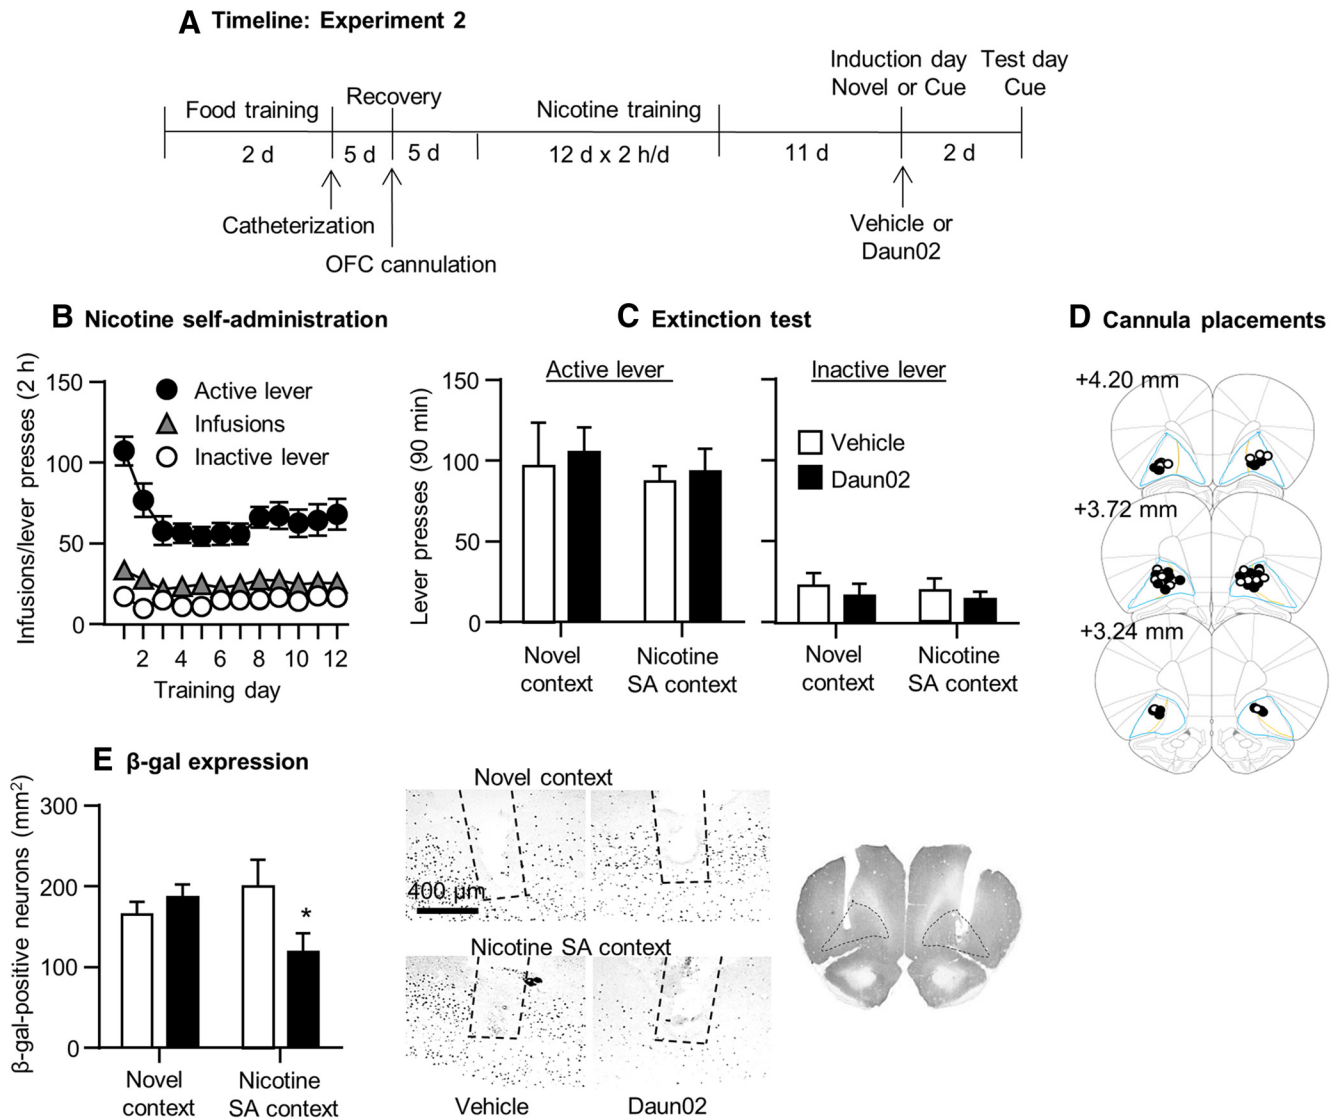 A Timeline: Experiment 2
Induction day
Novel or Cue
Test day
Cue
Food training
Recovery
Nicotine training
2 d
5 d
5 d
12 d x 2 h/d
11 d
2 d
Catheterization
OFC cannulation
Vehicle or
Daun02
B Nicotine self-administration
Infusions/lever presses (2 h)
150
100
50
0
Active lever
Infusions
Inactive lever
2 4 6 8 10 12
Training day
C Extinction test
Lever presses (90 min)
150
100
50
0
Active lever
Inactive lever
Vehicle
Daun02
Novel
context
Nicotine
SA context
Novel
context
Nicotine
SA context
D Cannula placements
+4.20 mm
+3.72 mm
+3.24 mm
E β-gal expression
β-gal-positive neurons (mm²)
300
200
100
0
*
Novel
context
Nicotine
SA context
Novel context
400 µm
Nicotine SA context
Vehicle
Daun02